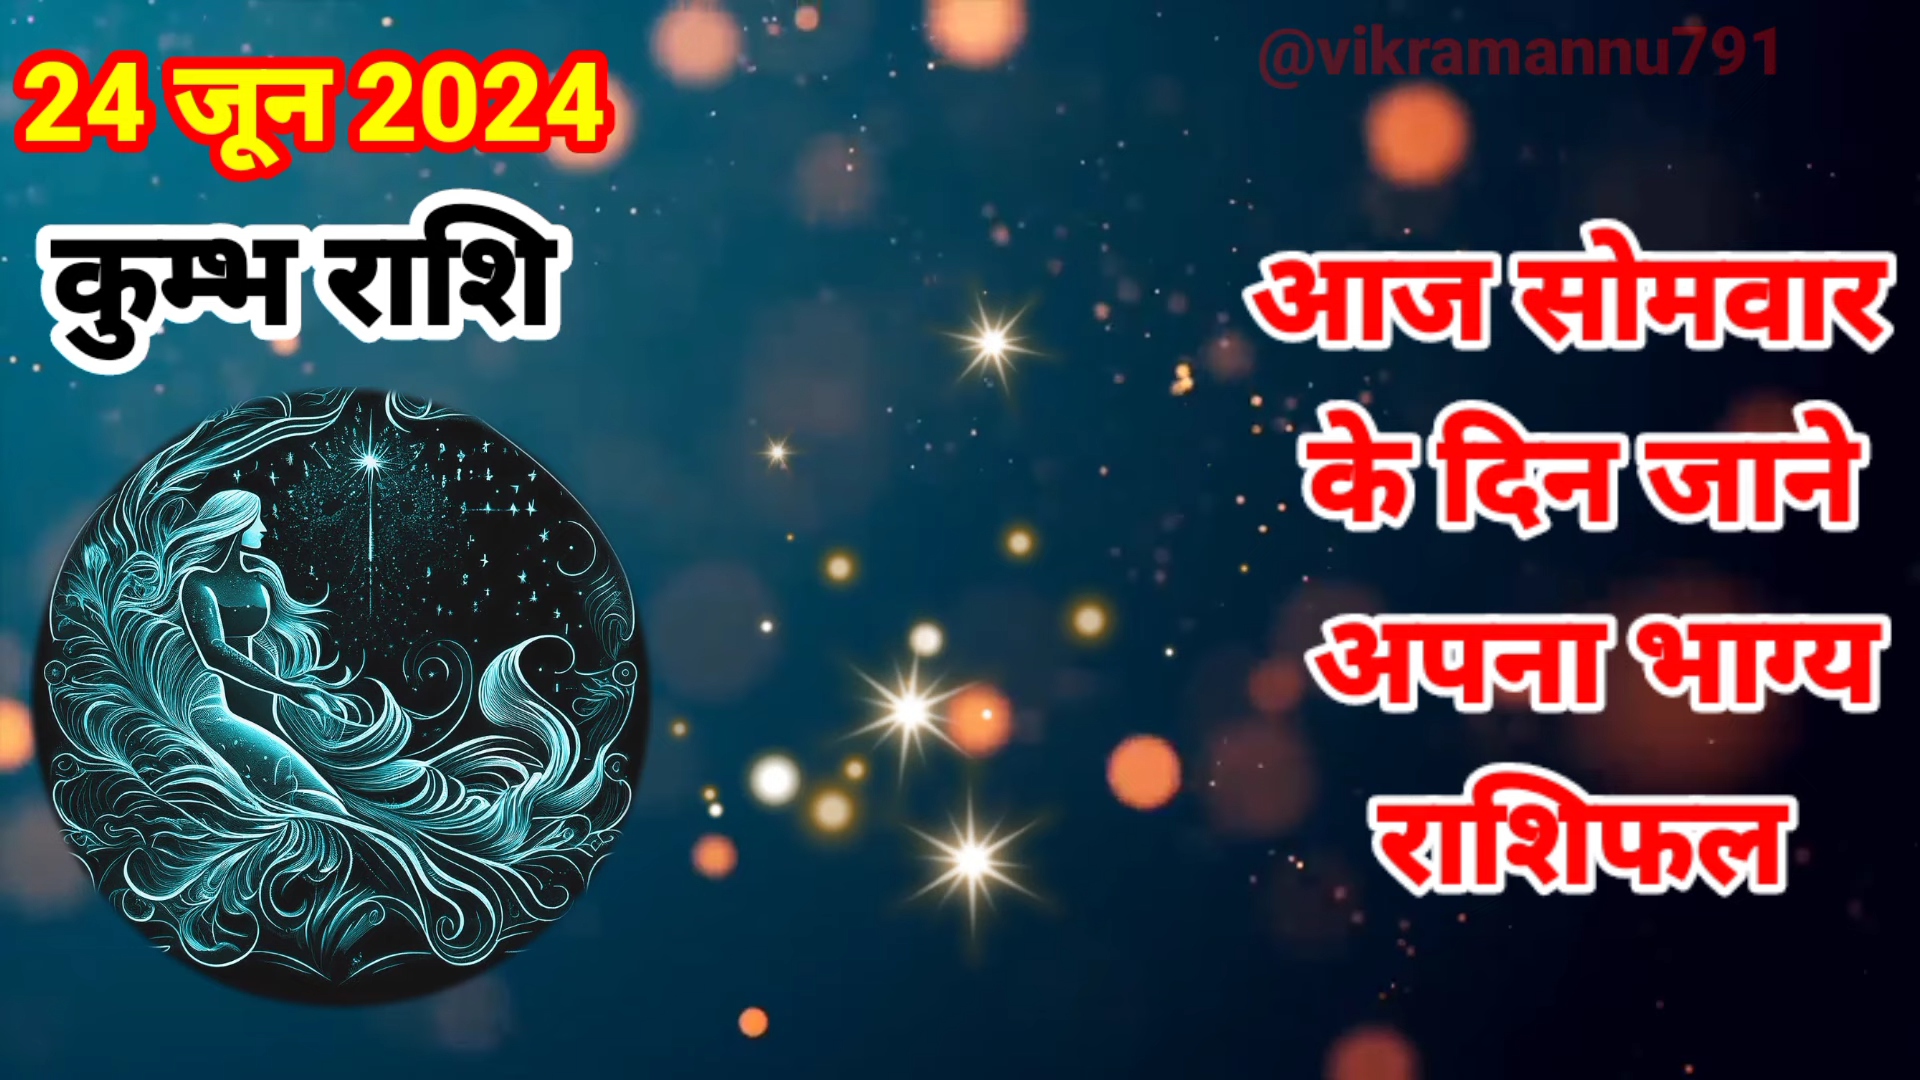 24 जून 2024
कुम्भ राशि
@vikramannu791
आज सोमवार
के दिन जाने
अपना भाग्य
राशिफल